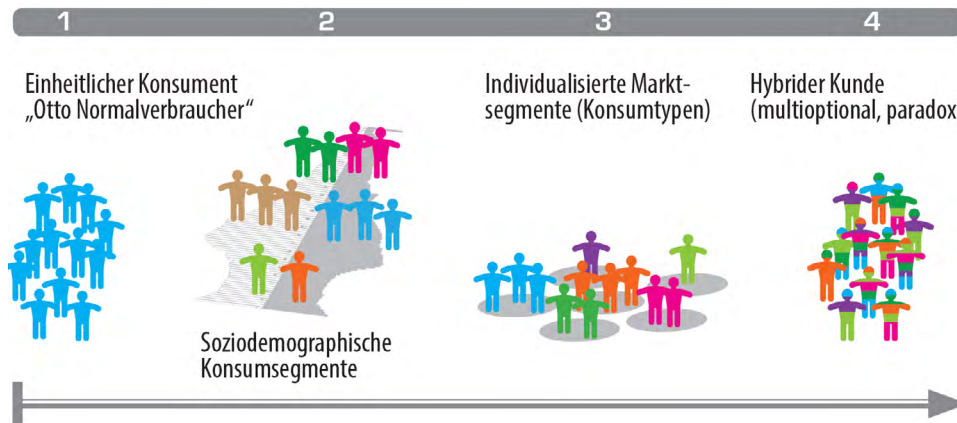 1
2
3
4
Einheitlicher Konsument
„Otto Normalverbraucher“
Soziodemographische
Konsumsegmente
Individualisierte Markt-
segmente (Konsumtypen)
Hybrider Kunde
(multioptional, paradox